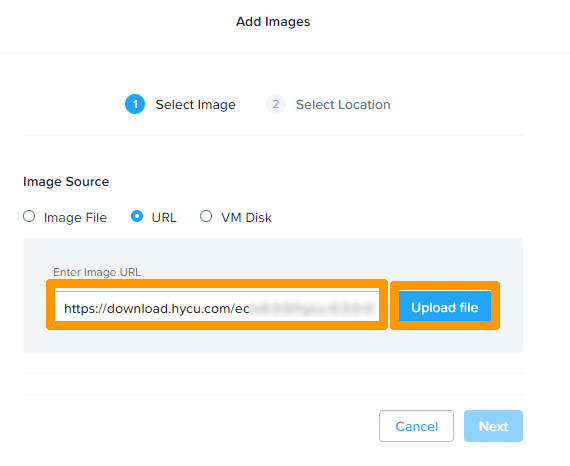 Add Images
1 Select Image 2 Select Location
Image Source
Image File URL VM Disk
Enter Image URL
https://download.hycu.com/ec
Upload file
Cancel Next